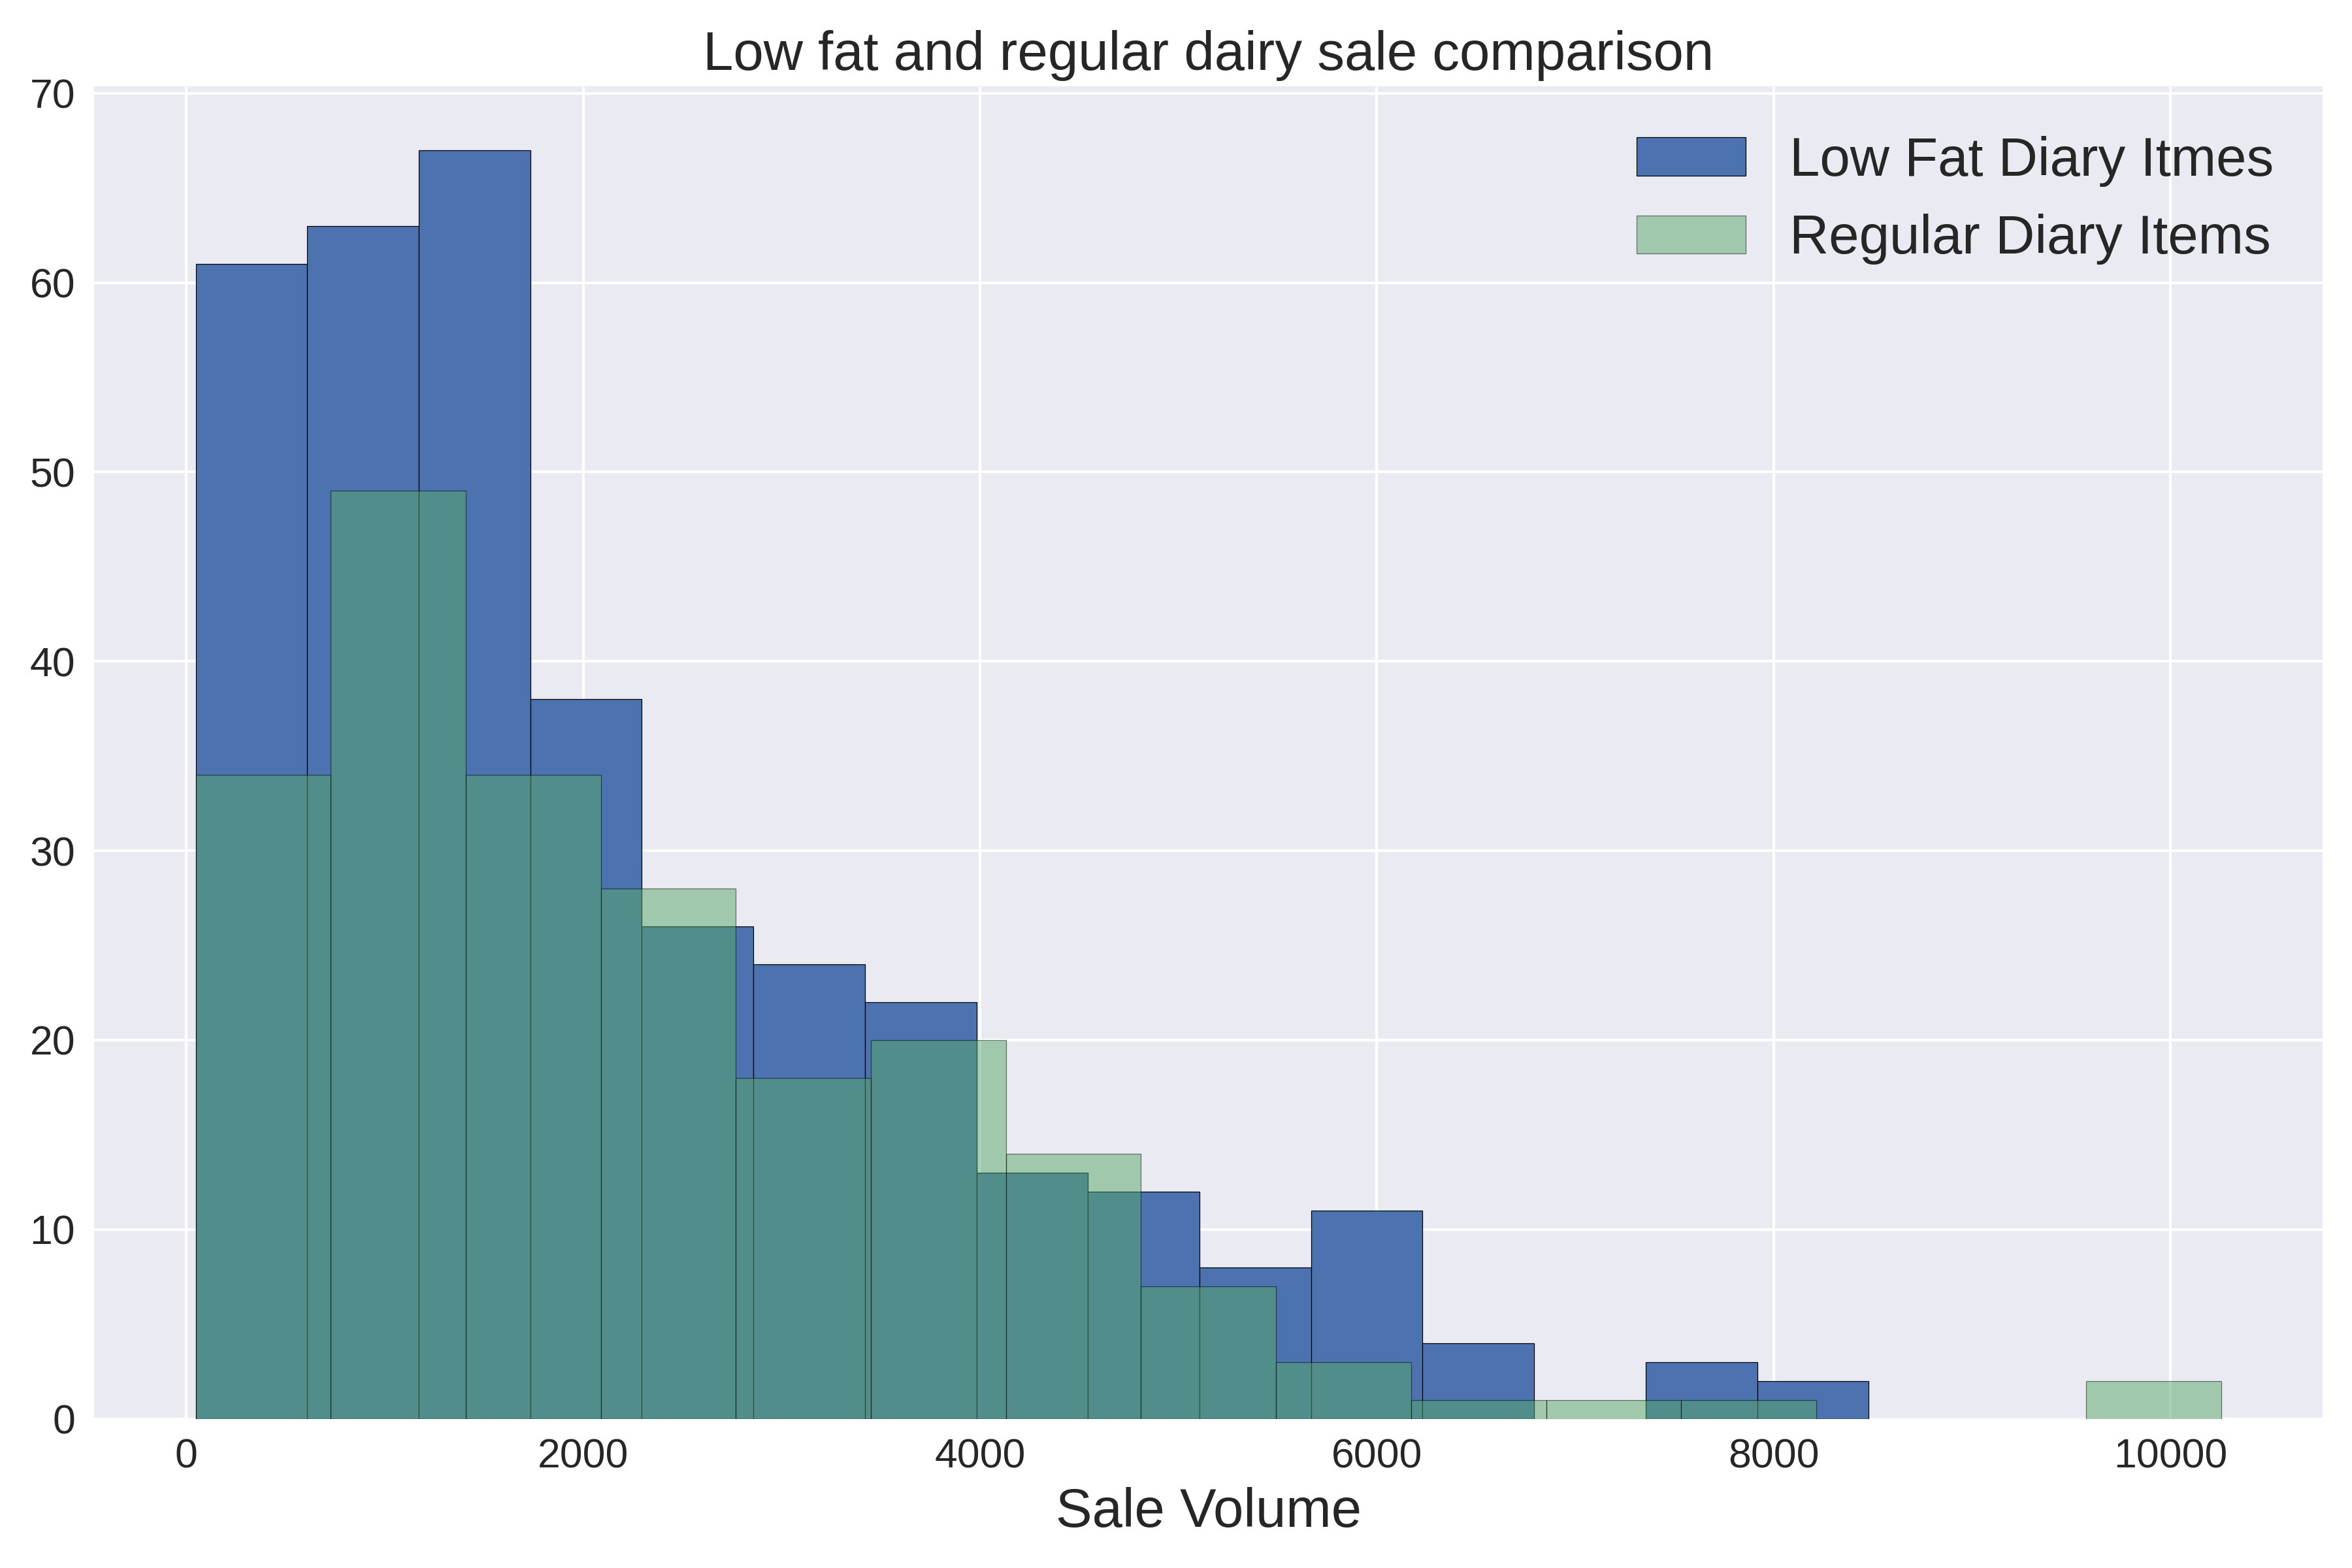 Low fat and regular dairy sale comparison
Low Fat Diary Itmes
Regular Diary Items
70
60
50
40
30
20
10
0
0 2000 4000 6000 8000 10000
Sale Volume